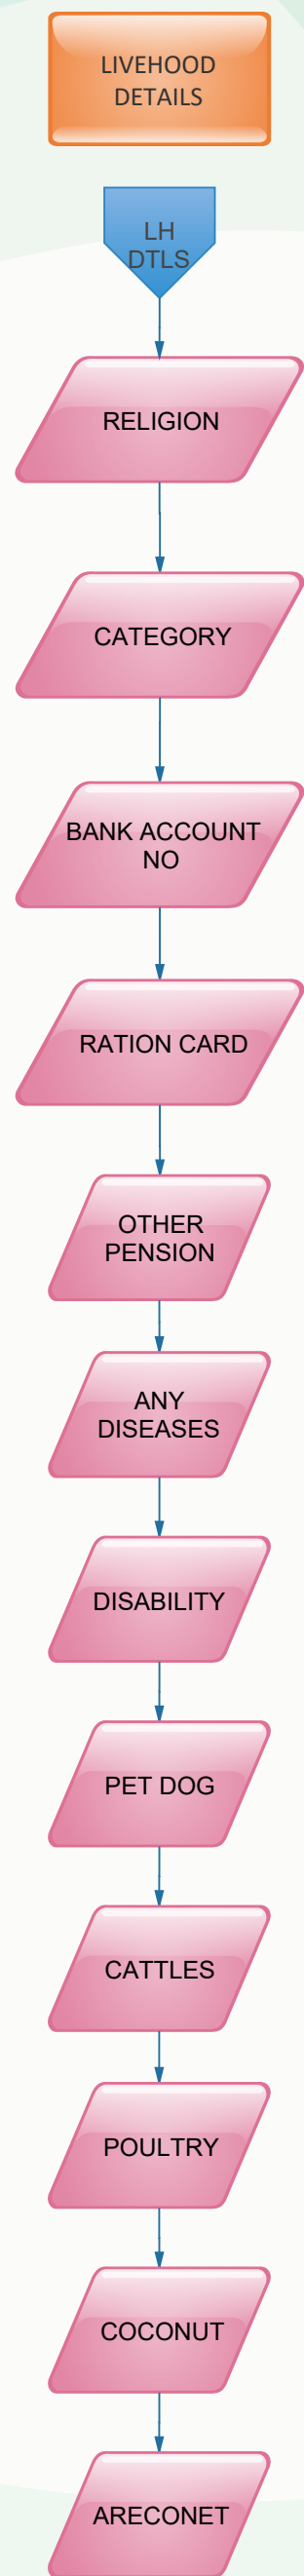 LIVEHOOD
DETAILS
LH
DTLS
RELIGION
CATEGORY
BANK ACCOUNT
NO
RATION CARD
OTHER
PENSION
ANY
DISEASES
DISABILITY
PET DOG
CATTLES
POULTRY
COCONUT
ARECONET